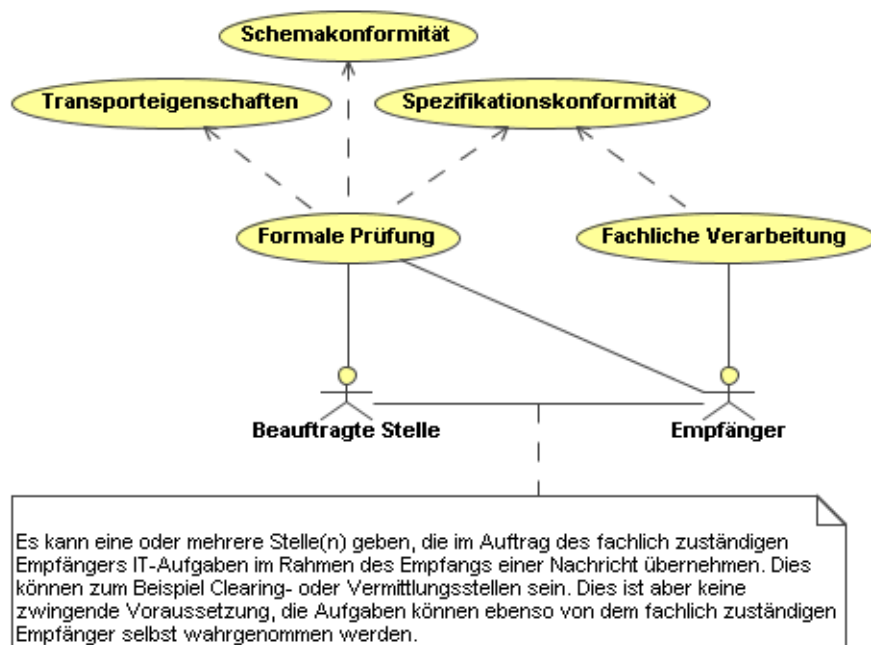 Schemakonformität
Transporteigenschaften
Spezifikationskonformität
Formale Prüfung
Fachliche Verarbeitung
Beauftragte Stelle
Empfänger
Es kann eine oder mehrere Stelle(n) geben, die im Auftrag des fachlich zuständigen
Empfängers IT-Aufgaben im Rahmen des Empfangs einer Nachricht übernehmen. Dies
können zum Beispiel Clearing- oder Vermittlungsstellen sein. Dies ist aber keine
zwingende Voraussetzung, die Aufgaben können ebenso von dem fachlich zuständigen
Empfänger selbst wahrgenommen werden.